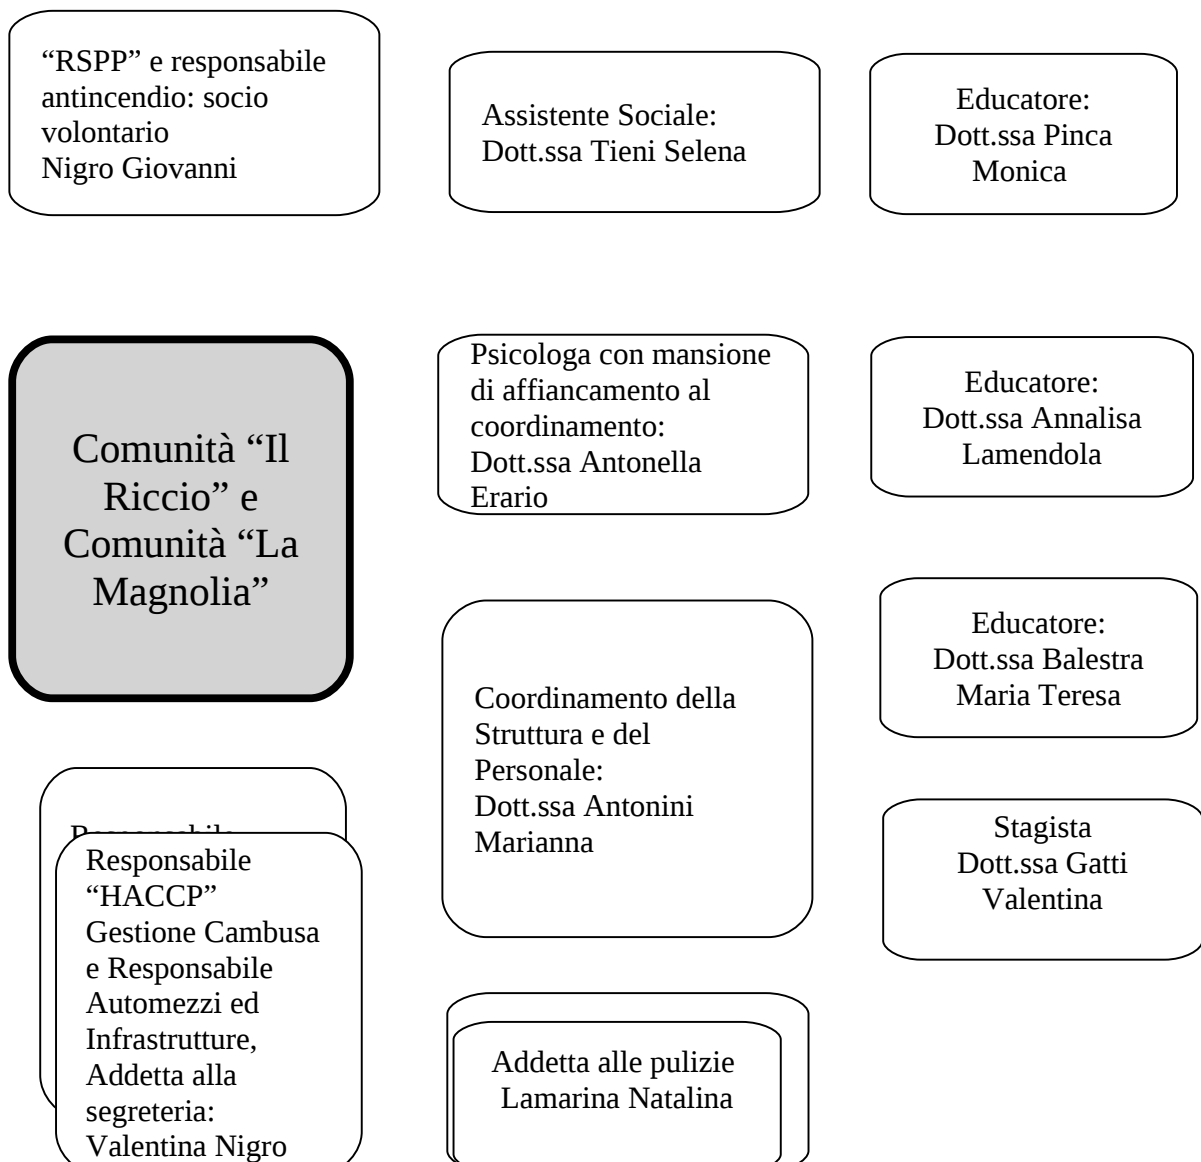 “RSPP” e responsabile
antincendio: socio
volontario
Nigro Giovanni
Assistente Sociale:
Dott.ssa Tieni Selena
Educatore:
Dott.ssa Pinca
Monica
Comunità “Il
Riccio” e
Comunità “La
Magnolia”
Psicologa con mansione
di affiancamento al
coordinamento:
Dott.ssa Antonella
Erario
Educatore:
Dott.ssa Annalisa
Lamendola
Educatore:
Dott.ssa Balestra
Maria Teresa
Coordinamento della
Struttura e del
Personale:
Dott.ssa Antonini
Marianna
Stagista
Dott.ssa Gatti
Valentina
Responsabile
Responsabile
“HACCP”
Gestione Cambusa
e Responsabile
Automezzi ed
Infrastrutture,
Addetta alla
segreteria:
Valentina Nigro
Addetta alle pulizie
Lamarina Natalina